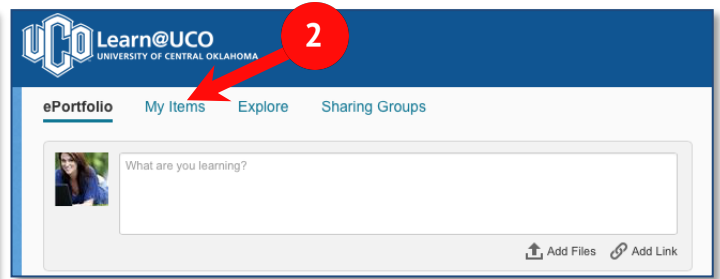 UCO Learn@UCO
UNIVERSITY OF CENTRAL OKLAHOMA
2
ePortfolio My Items Explore Sharing Groups
What are you learning?
Add Files Add Link